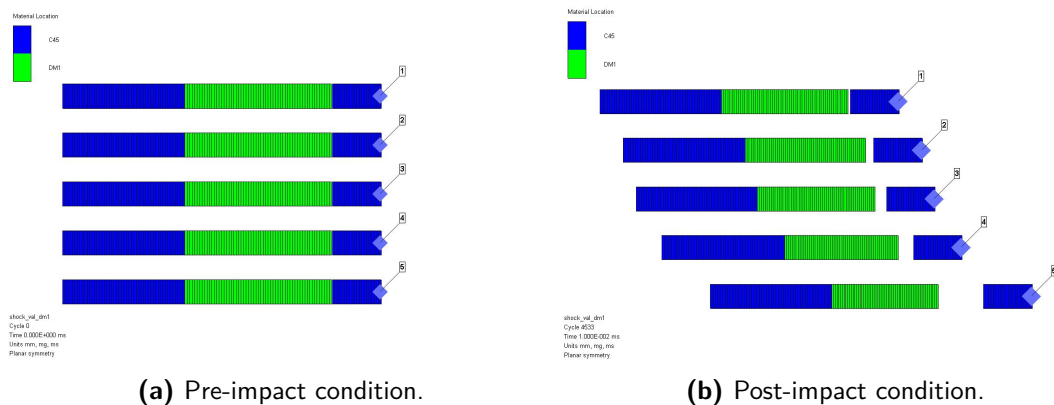 Material Location
C45
DM1
1
2
3
4
5
shock_val_dm1
Cycle 0
Time 0.000E+000 ms
Units mm, mg, ms
Planar symmetry
(a) Pre-impact condition.
Material Location
C45
DM1
1
2
4
shock_val_dm1
Cycle 4533
Time 1.000E-002 ms
Units mm, mg, ms
Planar symmetry
(b) Post-impact condition.